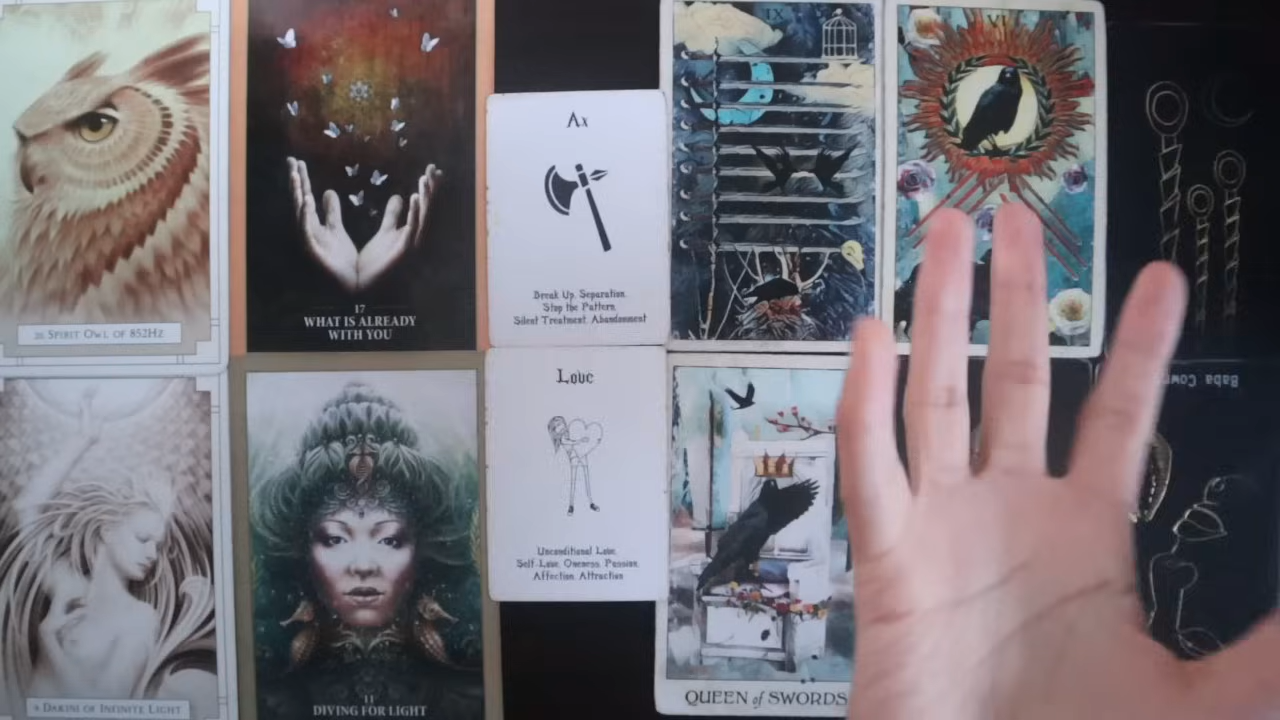 IX
VI
Ax
Break Up, Separation,
Stop the Pattern,
Silent Treatment, Abandonment
17
WHAT IS ALREADY
WITH YOU
SPIRIT OWL OF 852HZ
Baba
Love
Unconditional Love,
Self-Love, Oneness, Passion,
Affection, Attraction
QUEEN of SWORDS
11
DIVING FOR LIGHT
DAKINI OF INFINITE LIGHT